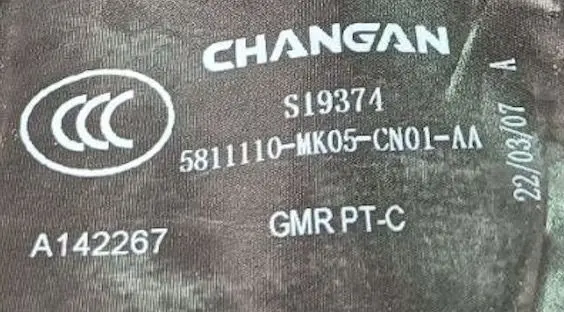 CHANGAN
CCC
S19374
5811110-MK05-CN01-AA
A142267
GMR PT-C
22/03/07 A